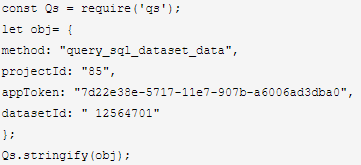 const Qs = require('qs');
let obj= {
method: "query_sql_dataset_data",
projectId: "85",
appToken: "7d22e38e-5717-11e7-907b-a6006ad3dba0",
datasetId: " 12564701"
};
Qs.stringify(obj);